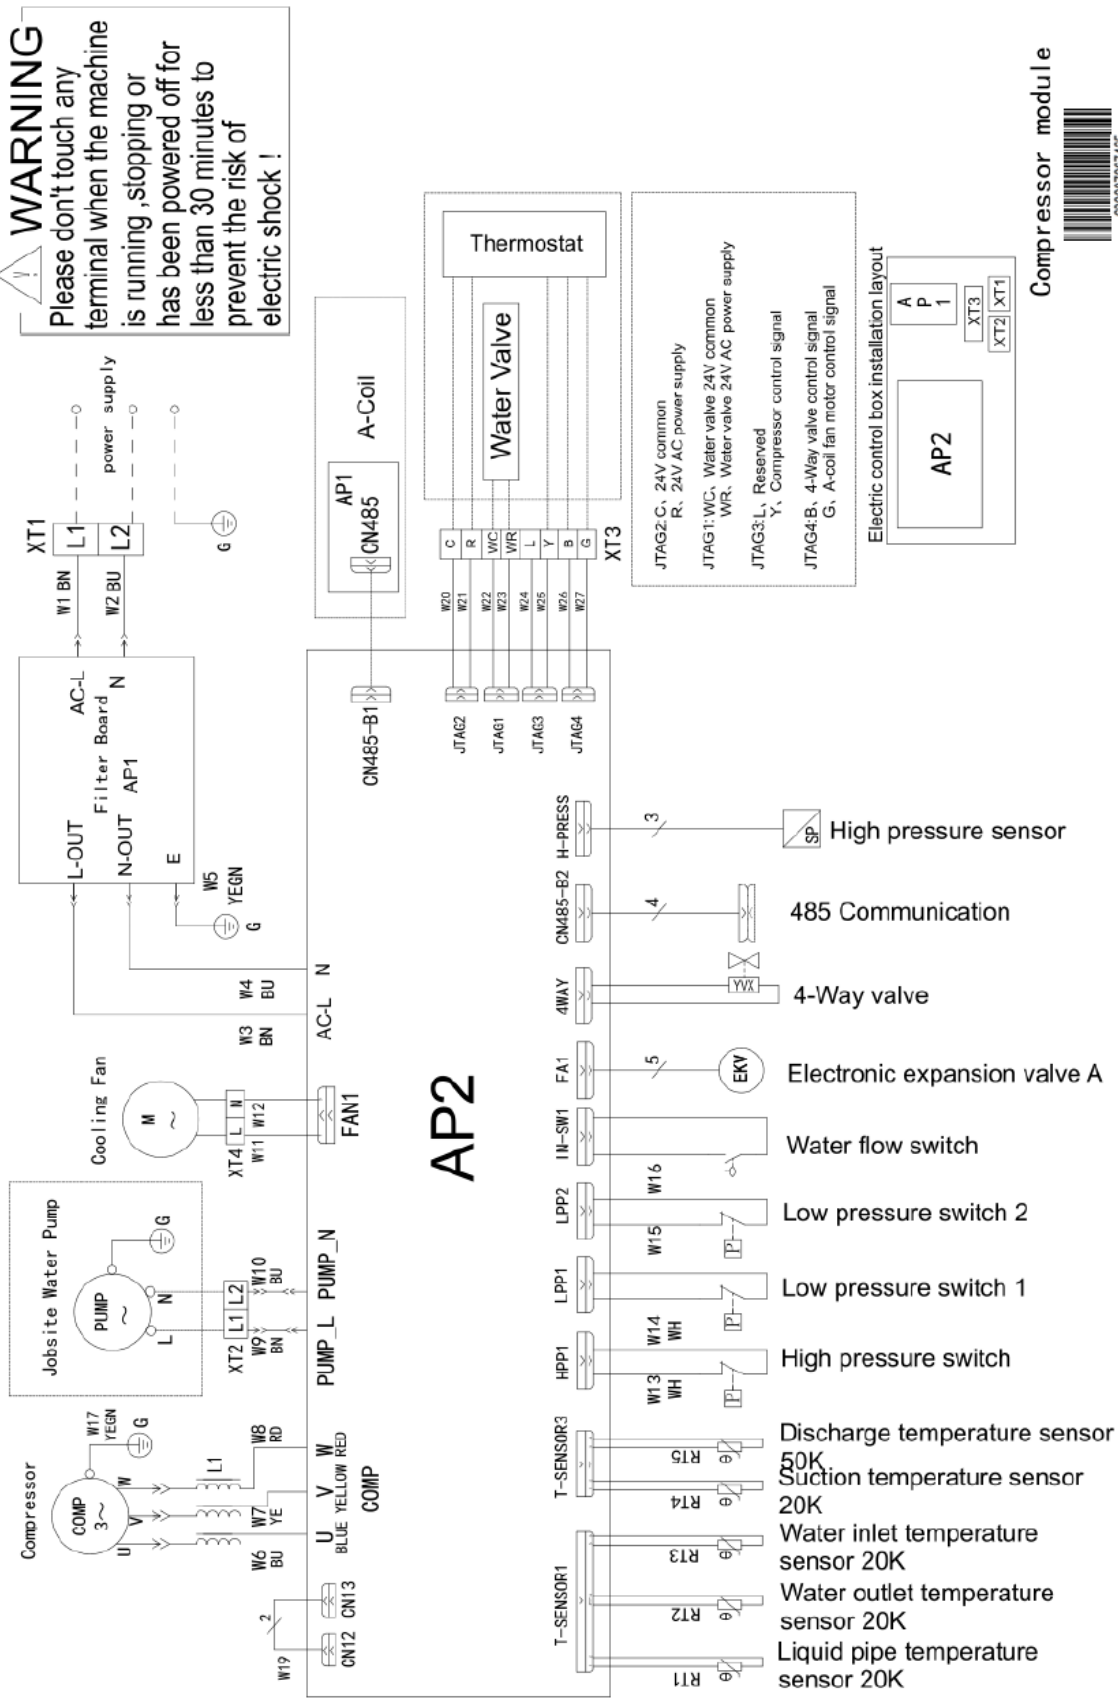 WARNING
Please don't touch any
terminal when the machine
is running ,stopping or
has been powered off for
less than 30 minutes to
prevent the risk of
electric shock !
power supply
XT1
L1
L2
G
W1 BN
W2 BU
AC-L
N
Filter Board
AP1
L-OUT
N-OUT
E
W5
YEGN
G
W4
BU
W3
BN
AC-L
N
A-Coil
AP1
CN485
CN485-B1
Thermostat
Water Valve
C
R
WC
WR
L
Y
B
G
XT3
W20
W21
W22
W23
W24
W25
W26
W27
JTAG2
JTAG1
JTAG3
JTAG4
JTAG2: C、24V common
R、24V AC power supply
JTAG1: WC、Water valve 24V common
WR、Water valve 24V AC power supply
JTAG3: L、Reserved
Y、Compressor control signal
JTAG4: B、4-Way valve control signal
G、A-coil fan motor control signal
Electric control box installation layout
AP2
AP1
XT3
XT2
XT1
Compressor module
Cooling Fan
M
~
XT4
L
N
W11
W12
FAN1
AP2
Jobsite Water Pump
PUMP
~
G
L
N
XT2
L1
L2
W9
BN
W10
BU
PUMP_L
PUMP_N
Compressor
COMP
3~
W17
YEGN
G
U
V
W
L1
W6
BU
W7
YE
W8
RD
U
V
W
BLUE YELLOW RED
COMP
2
W19
CN12
CN13
H-PRESS
3
SP
High pressure sensor
CN485-B2
4
485 Communication
4WAY
YVX
4-Way valve
FA1
5
EKV
Electronic expansion valve A
IN-SW1
Water flow switch
W16
LPP2
W15
P
Low pressure switch 2
LPP1
P
Low pressure switch 1
W14
WH
HPP1
W13
WH
P
High pressure switch
T-SENSOR3
RT5
θ
Discharge temperature sensor
50K
RT4
θ
Suction temperature sensor
20K
T-SENSOR1
RT3
θ
Water inlet temperature
sensor 20K
RT2
θ
Water outlet temperature
sensor 20K
RT1
θ
Liquid pipe temperature
sensor 20K